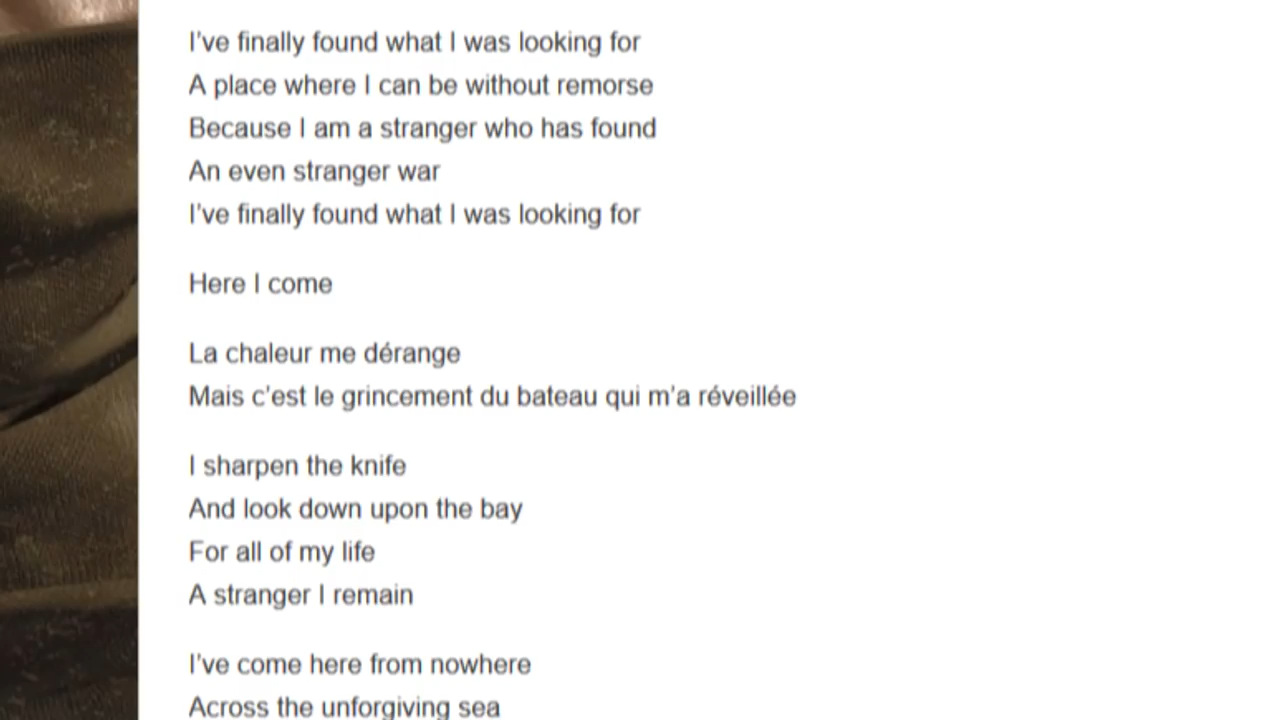 I've finally found what I was looking for
A place where I can be without remorse
Because I am a stranger who has found
An even stranger war
I've finally found what I was looking for
Here I come
La chaleur me dérange
Mais c'est le grincement du bateau qui m'a réveillée
I sharpen the knife
And look down upon the bay
For all of my life
A stranger I remain
I've come here from nowhere
Across the unforgiving sea